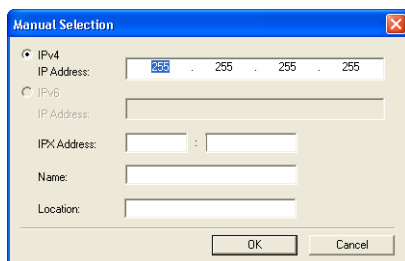 Manual Selection
IPv4
IP Address: 255 . 255 . 255 . 255
IPv6
IP Address:
IPX Address: :
Name:
Location:
OK Cancel